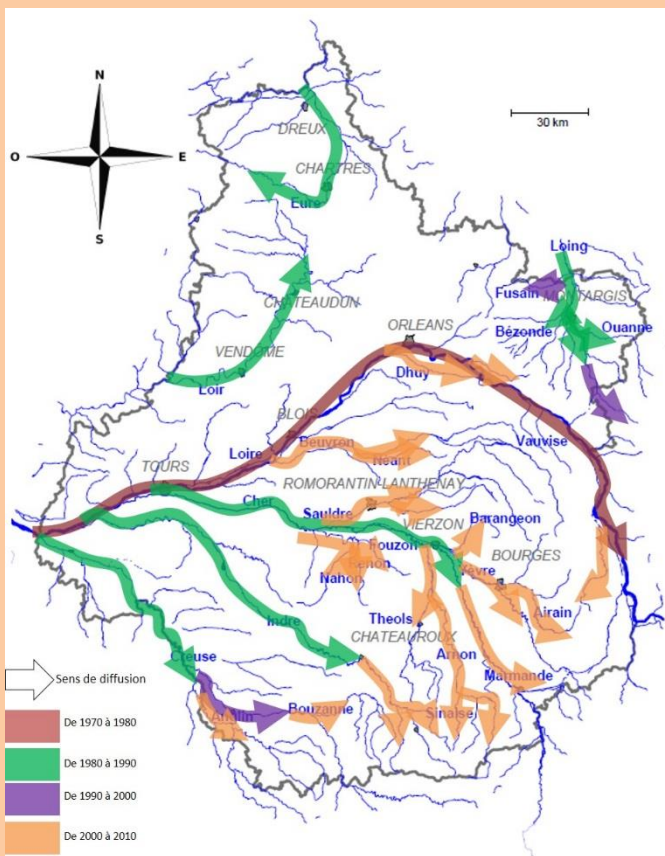 N
O
E
S
30 km
DREUX
CHARTRES
Eure
Loing
CHATEAUDUN
Fusain
MONTARGIS
Bézonde
Ouanne
ORLEANS
VENDOME
Dhuy
Loir
BLOIS
Vauvise
Loire
Beuvron
Néant
TOURS
ROMORANTIN-LANTHENAY
Cher
Sauldre
Barangeon
VIERZON
Fouzon
BOURGES
Renon
Yèvre
Nahon
Airain
Theols
Indre
CHATEAUROUX
Arnon
Creuse
Marmande
Sens de diffusion
Anglin
Bouzanne
Sinaise
De 1970 à 1980
De 1980 à 1990
De 1990 à 2000
De 2000 à 2010